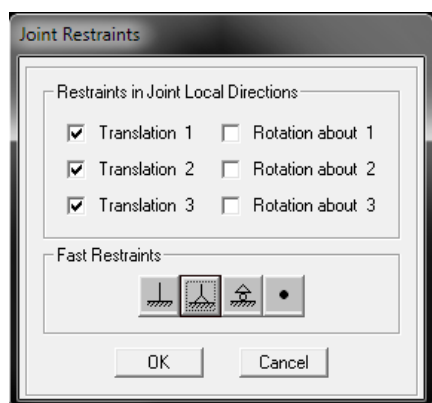 Joint Restraints
Restraints in Joint Local Directions
Translation 1 Rotation about 1
Translation 2 Rotation about 2
Translation 3 Rotation about 3
Fast Restraints
OK Cancel